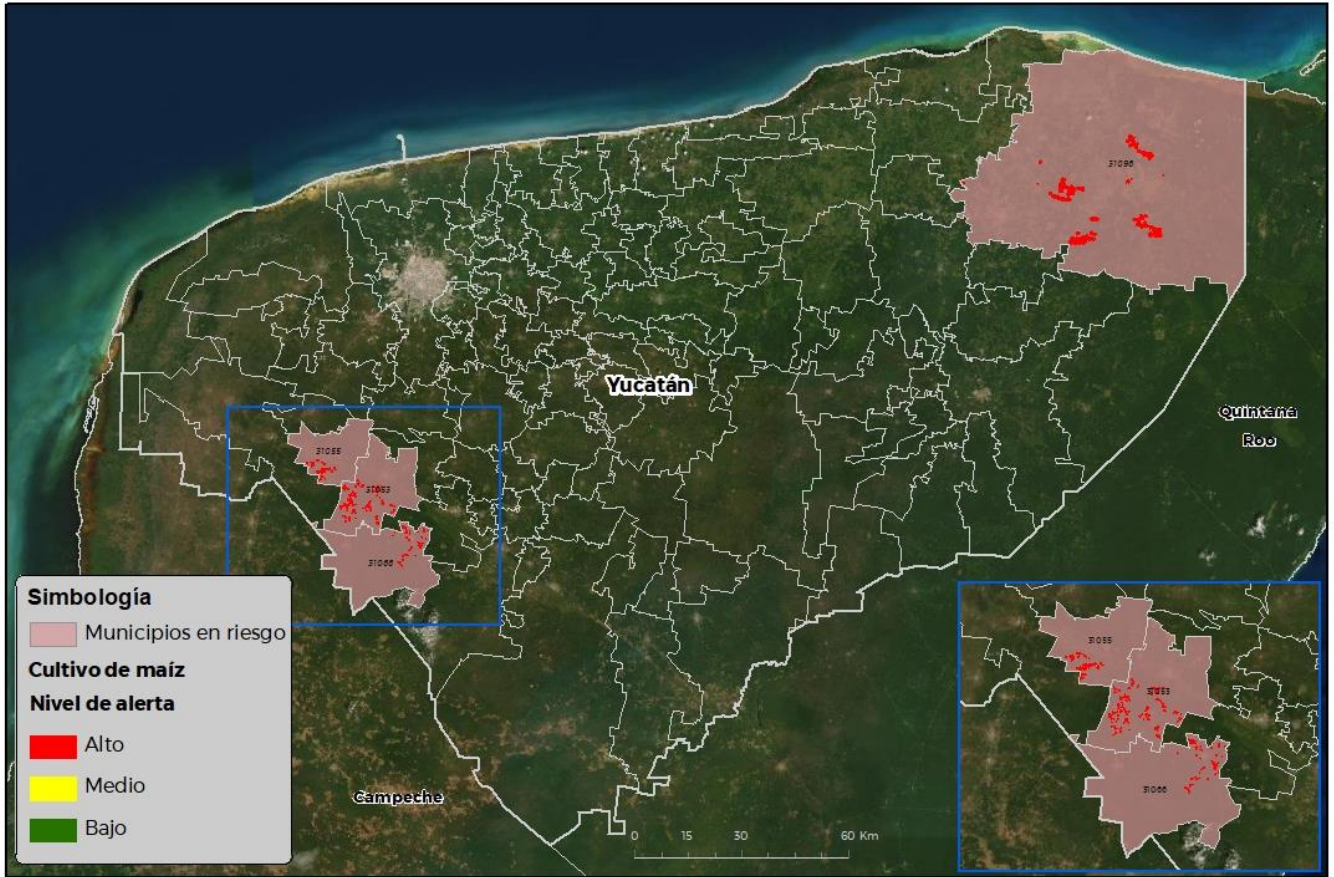 31096
Yucatán
Quintana
Roo
31055
31053
31066
Simbología
Municipios en riesgo
Cultivo de maíz
Nivel de alerta
Alto
Medio
Bajo
Campeche
0 15 30 60 Km
31055
31053
31066